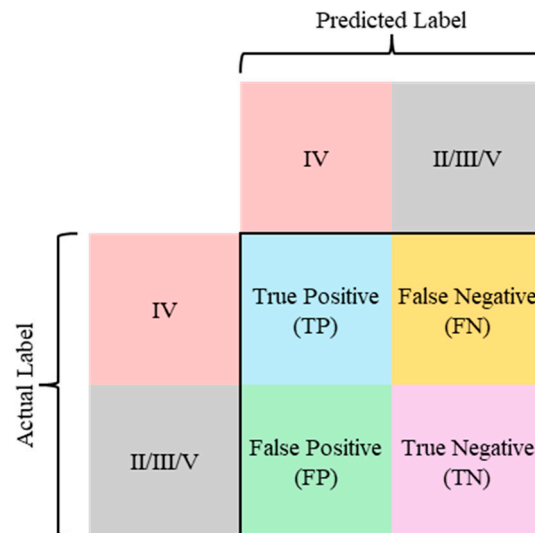 Predicted Label
IV
II/III/V
IV
True Positive
(TP)
False Negative
(FN)
Actual Label
II/III/V
False Positive
(FP)
True Negative
(TN)